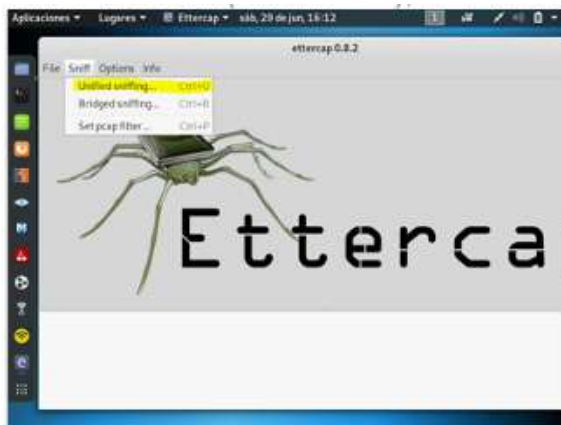 Aplicaciones Lugares Ettercap sáb, 29 de jun, 16:12 1
ettercap 0.8.2
File Sniff Options Info
Unified sniffing... Ctrl+U
Bridged sniffing... Ctrl+B
Set pcap filter... Ctrl+P
Etterca